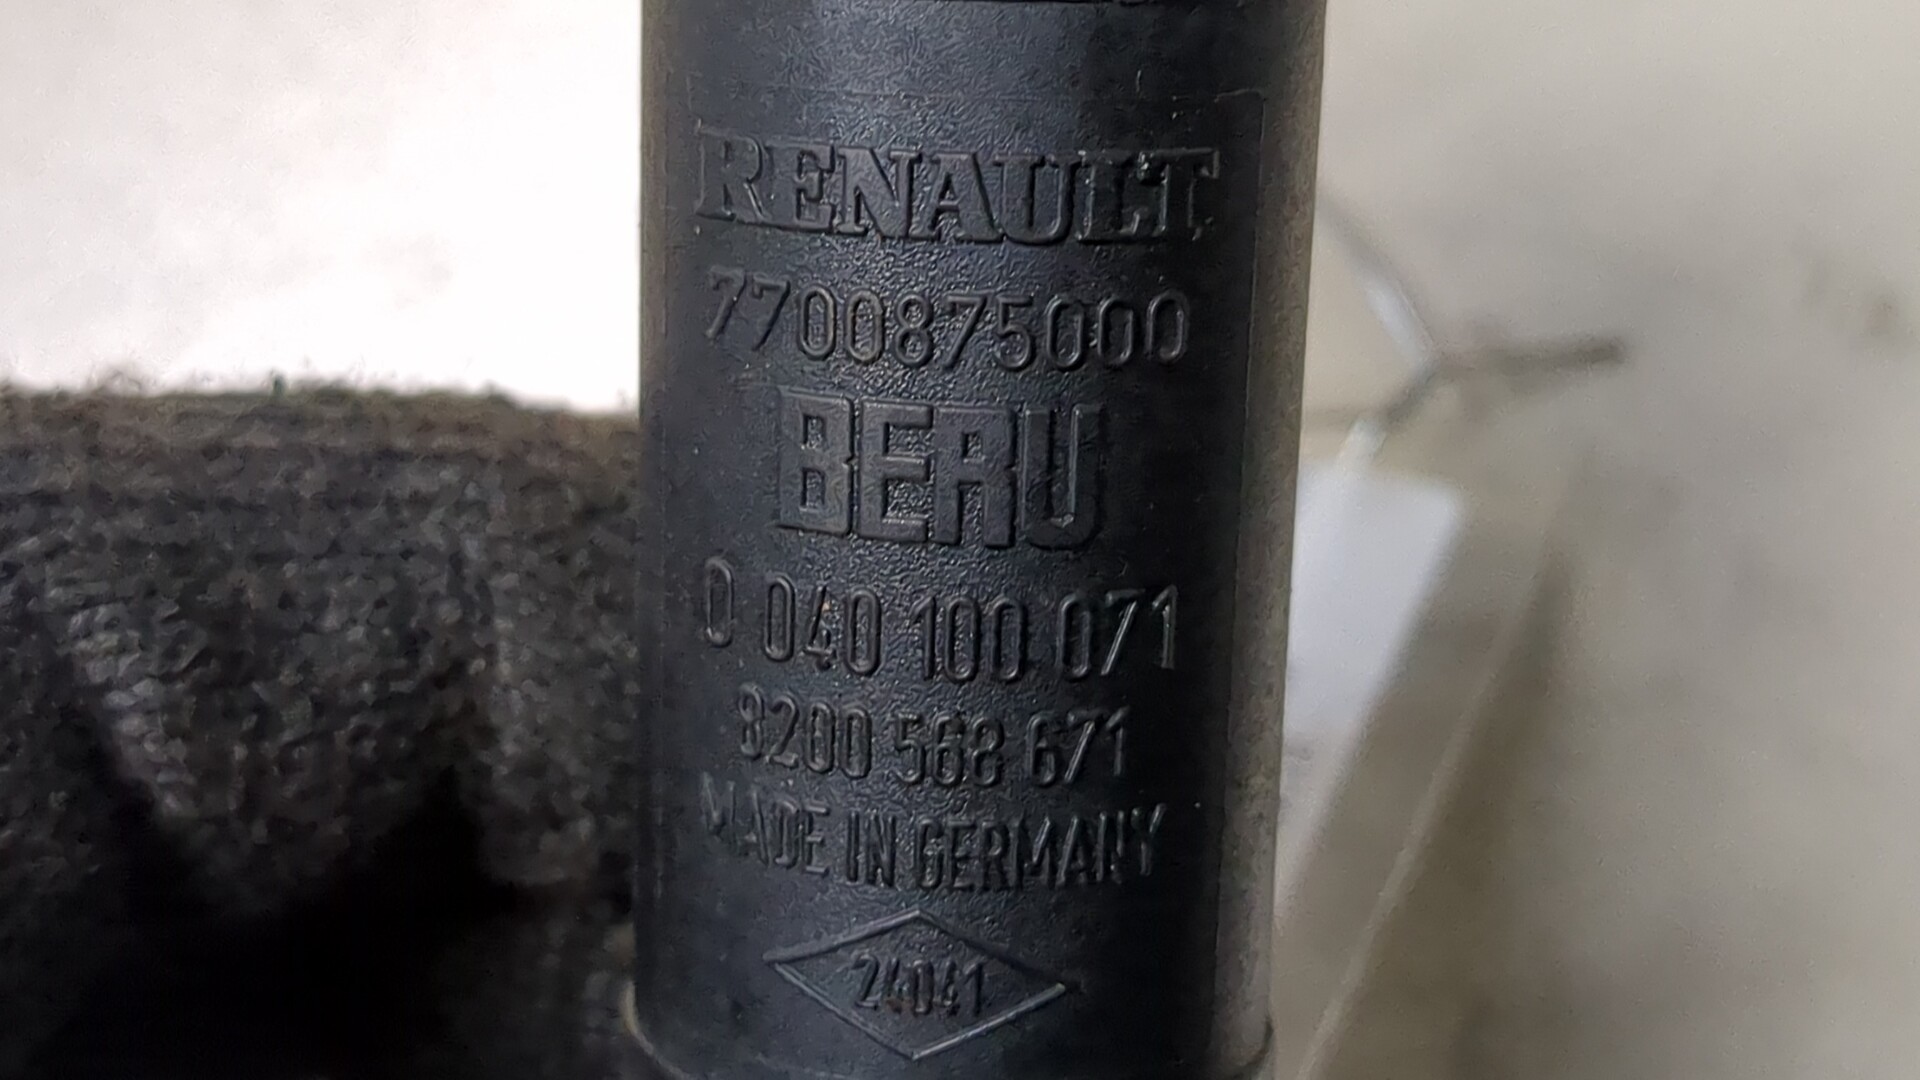 RENAULT
7700875000
BERU
0 040 100 071
8200 568 671
MADE IN GERMANY
24041